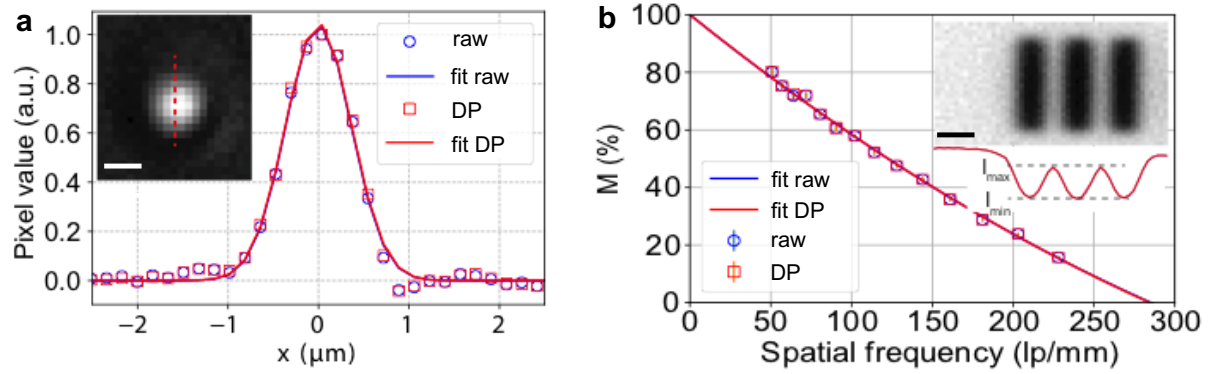 a
Pixel value (a.u.)
1.0
0.8
0.6
0.4
0.2
0.0
−2
−1
0
1
2
x (μm)
raw
fit raw
DP
fit DP
b
M (%)
100
80
60
40
20
0
0
50
100
150
200
250
300
Spatial frequency (lp/mm)
fit raw
fit DP
raw
DP
Imax
Imin